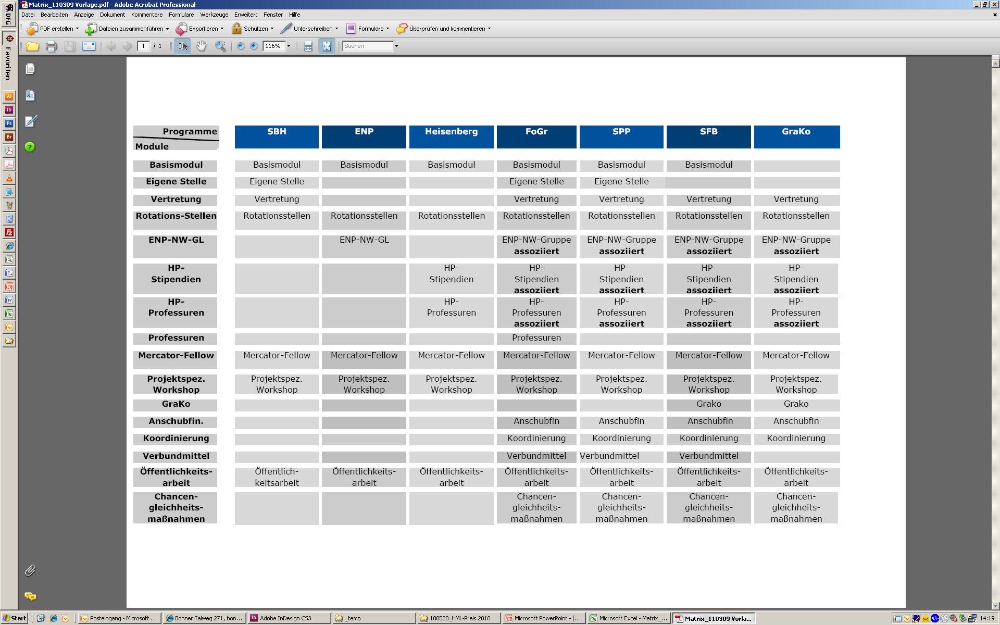 Matrix_110309 Vorlage.pdf - Adobe Acrobat Professional
Datei Bearbeiten Anzeige Dokument Kommentare Formulare Werkzeuge Erweitert Fenster Hilfe
PDF erstellen Dateien zusammenführen Exportieren Schützen Unterschreiben Formulare Überprüfen und kommentieren
1 / 1 116% Suchen
DFG
Favoriten
Programme SBH ENP Heisenberg FoGr SPP SFB GraKo
Module
Basismodul Basismodul Basismodul Basismodul Basismodul Basismodul Basismodul
Eigene Stelle Eigene Stelle Eigene Stelle Eigene Stelle
Vertretung Vertretung Vertretung Vertretung Vertretung Vertretung
Rotations-Stellen Rotationsstellen Rotationsstellen Rotationsstellen Rotationsstellen Rotationsstellen Rotationsstellen Rotationsstellen
ENP-NW-GL ENP-NW-GL ENP-NW-Gruppe ENP-NW-Gruppe ENP-NW-Gruppe ENP-NW-Gruppe
assoziiert assoziiert assoziiert assoziiert
HP- HP- HP- HP- HP- HP-
Stipendien Stipendien Stipendien Stipendien Stipendien Stipendien
assoziiert assoziiert assoziiert assoziiert
HP- HP- HP- HP- HP- HP-
Professuren Professuren Professuren Professuren Professuren Professuren
assoziiert assoziiert assoziiert assoziiert
Professuren Professuren
Mercator-Fellow Mercator-Fellow Mercator-Fellow Mercator-Fellow Mercator-Fellow Mercator-Fellow Mercator-Fellow Mercator-Fellow
Projektspez. Projektspez. Projektspez. Projektspez. Projektspez. Projektspez. Projektspez. Projektspez.
Workshop Workshop Workshop Workshop Workshop Workshop Workshop Workshop
GraKo Grako Grako
Anschubfin. Anschubfin Anschubfin Anschubfin Anschubfin
Koordinierung Koordinierung Koordinierung Koordinierung Koordinierung
Verbundmittel Verbundmittel Verbundmittel Verbundmittel
Öffentlichkeits- Öffentlich- Öffentlichkeits- Öffentlichkeits- Öffentlichkeits- Öffentlichkeits- Öffentlichkeits- Öffentlichkeits-
arbeit keitsarbeit arbeit arbeit arbeit arbeit arbeit arbeit
Chancen- Chancen- Chancen- Chancen- Chancen-
gleichheits- gleichheits- gleichheits- gleichheits- gleichheits-
maßnahmen maßnahmen maßnahmen maßnahmen maßnahmen
Start Posteingang - Microsoft ... Bonner Talweg 271, bon... Adobe InDesign CS3 _temp 100520_HML-Preis 2010 Microsoft PowerPoint - [... Microsoft Excel - Matrix_... Matrix_110309 Vorla... 14:19